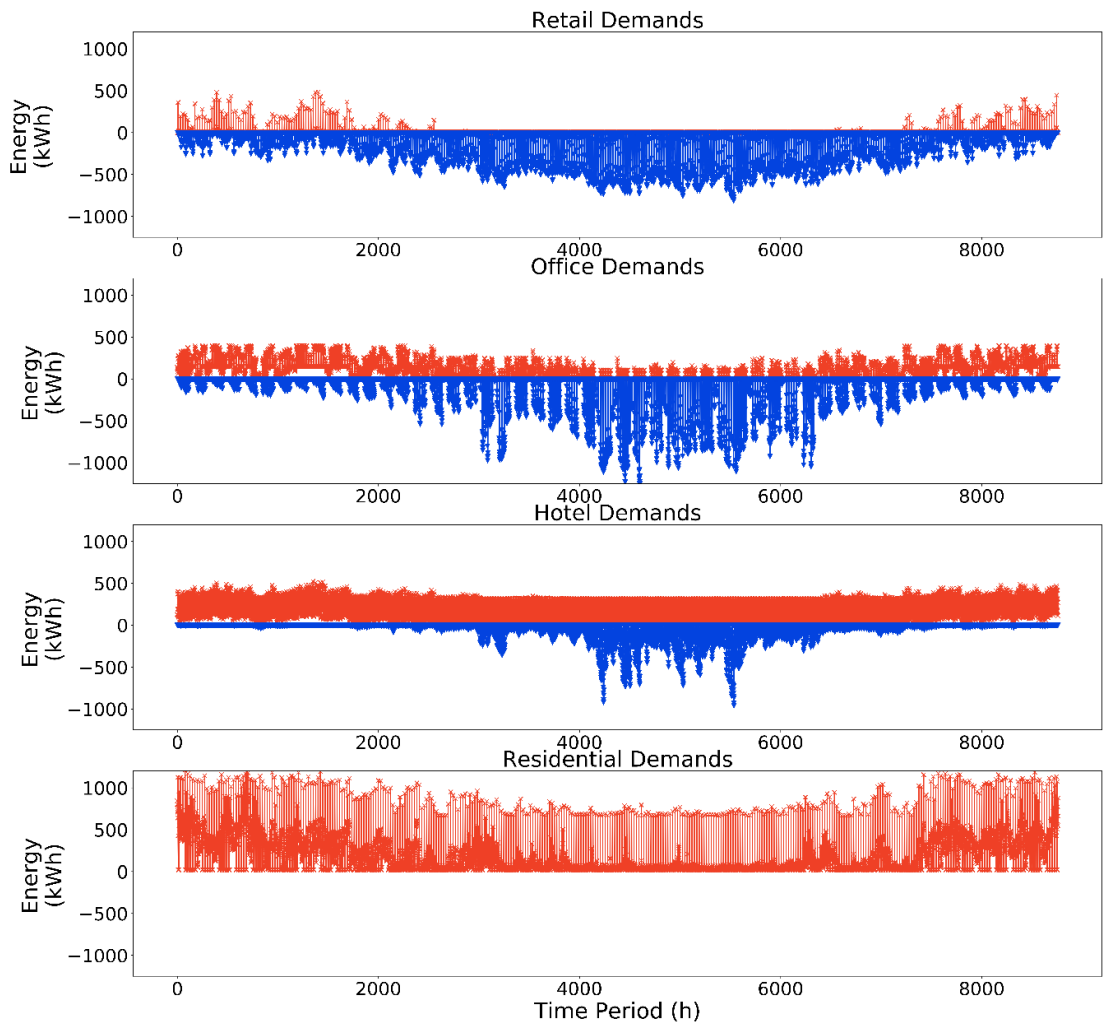 Retail Demands
1000
500
0
−500
−1000
Energy
(kWh)
0 2000 4000 6000 8000
Office Demands
1000
500
0
−500
−1000
Energy
(kWh)
0 2000 4000 6000 8000
Hotel Demands
1000
500
0
−500
−1000
Energy
(kWh)
0 2000 4000 6000 8000
Residential Demands
1000
500
0
−500
−1000
Energy
(kWh)
0 2000 4000 6000 8000
Time Period (h)